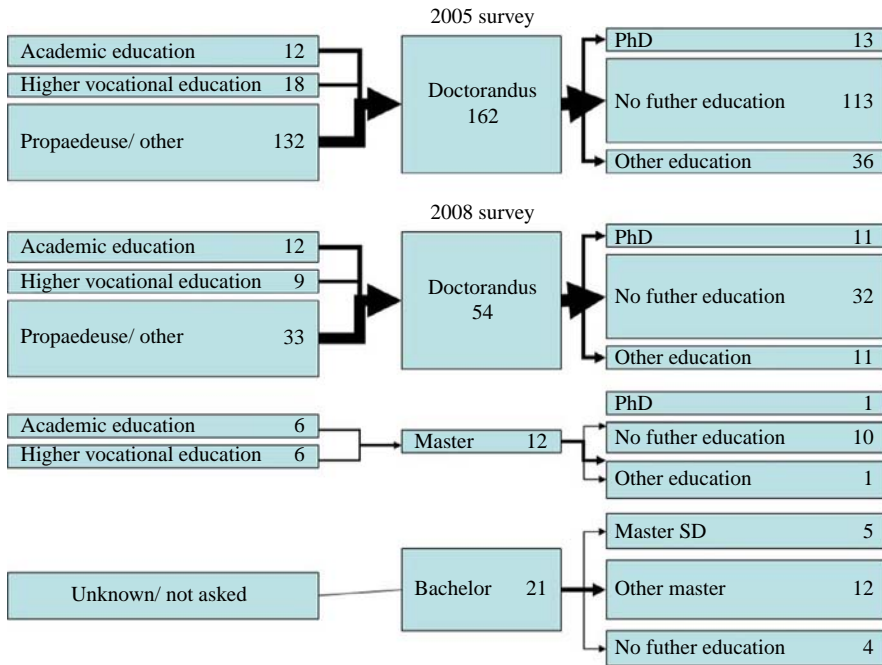 2005 survey
Academic education 12
Higher vocational education 18
Propaedeuse/ other 132
Doctorandus
162
PhD 13
No futher education 113
Other education 36
2008 survey
Academic education 12
Higher vocational education 9
Propaedeuse/ other 33
Doctorandus
54
PhD 11
No futher education 32
Other education 11
Academic education 6
Higher vocational education 6
Master 12
PhD 1
No futher education 10
Other education 1
Unknown/ not asked
Bachelor 21
Master SD 5
Other master 12
No futher education 4